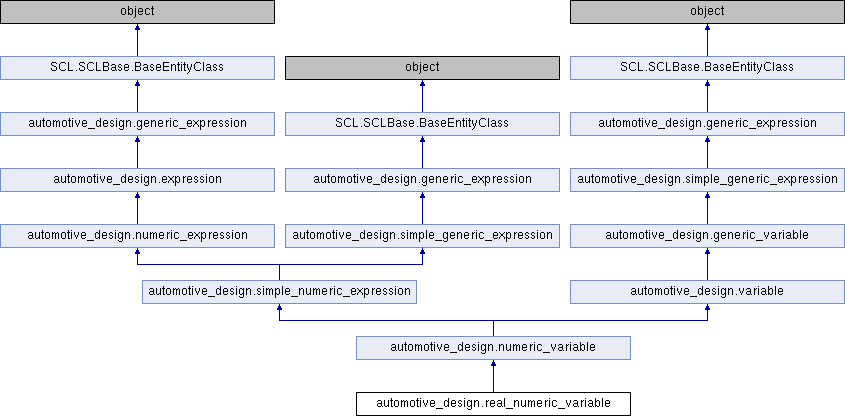 object
object
SCL.SCLBase.BaseEntityClass
object
SCL.SCLBase.BaseEntityClass
automotive_design.generic_expression
SCL.SCLBase.BaseEntityClass
automotive_design.generic_expression
automotive_design.expression
automotive_design.generic_expression
automotive_design.simple_generic_expression
automotive_design.numeric_expression
automotive_design.simple_generic_expression
automotive_design.generic_variable
automotive_design.simple_numeric_expression
automotive_design.variable
automotive_design.numeric_variable
automotive_design.real_numeric_variable